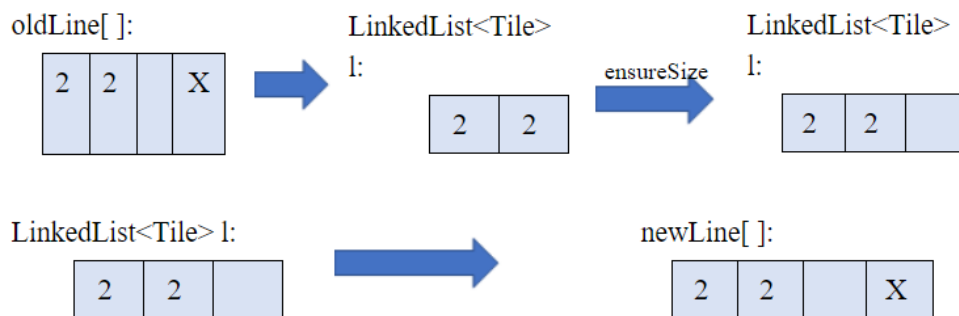 oldLine[ ]:
2 2 X
LinkedList<Tile>
l:
2 2
ensureSize
LinkedList<Tile>
l:
2 2
LinkedList<Tile> l:
2 2
newLine[ ]:
2 2 X